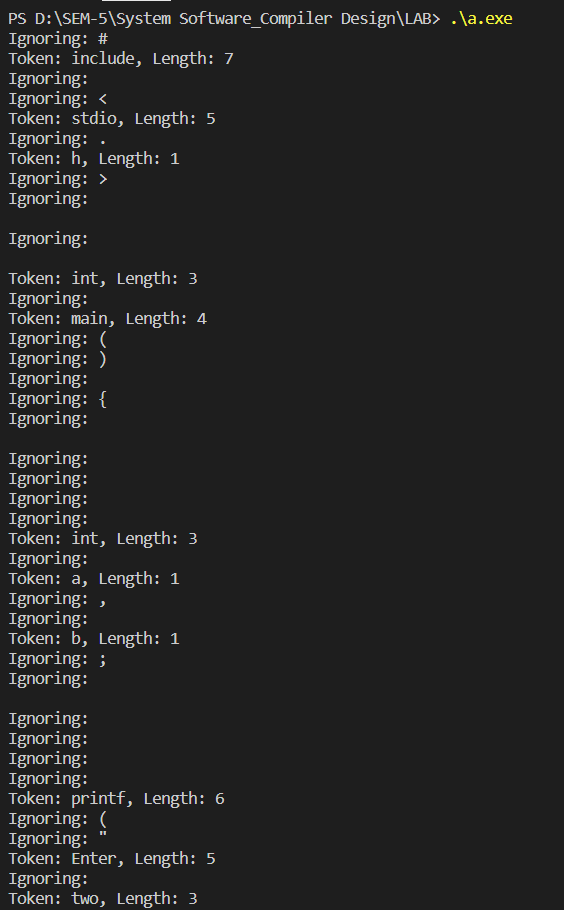 PS D:\SEM-5\System Software_Compiler Design\LAB> .\a.exe
Ignoring: #
Token: include, Length: 7
Ignoring:
Ignoring: <
Token: stdio, Length: 5
Ignoring: .
Token: h, Length: 1
Ignoring: >
Ignoring:
Ignoring:
Token: int, Length: 3
Ignoring:
Token: main, Length: 4
Ignoring: (
Ignoring: )
Ignoring:
Ignoring: {
Ignoring:
Ignoring:
Ignoring:
Ignoring:
Ignoring:
Token: int, Length: 3
Ignoring:
Token: a, Length: 1
Ignoring: ,
Ignoring:
Token: b, Length: 1
Ignoring: ;
Ignoring:
Ignoring:
Ignoring:
Ignoring:
Ignoring:
Token: printf, Length: 6
Ignoring: (
Ignoring: "
Token: Enter, Length: 5
Ignoring:
Token: two, Length: 3